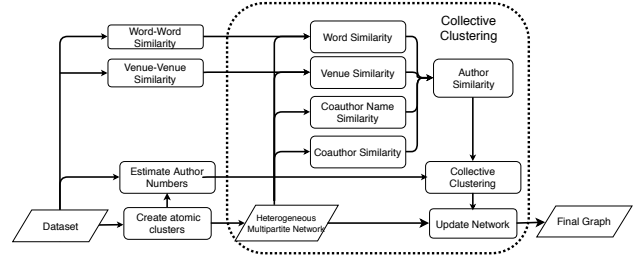 Collective
Clustering
Word-Word
Similarity
Word Similarity
Venue-Venue
Similarity
Venue Similarity
Author
Similarity
Coauthor Name
Similarity
Coauthor Similarity
Estimate Author
Numbers
Collective
Clustering
Dataset
Create atomic
clusters
Heterogeneous
Multipartite Network
Update Network
Final Graph